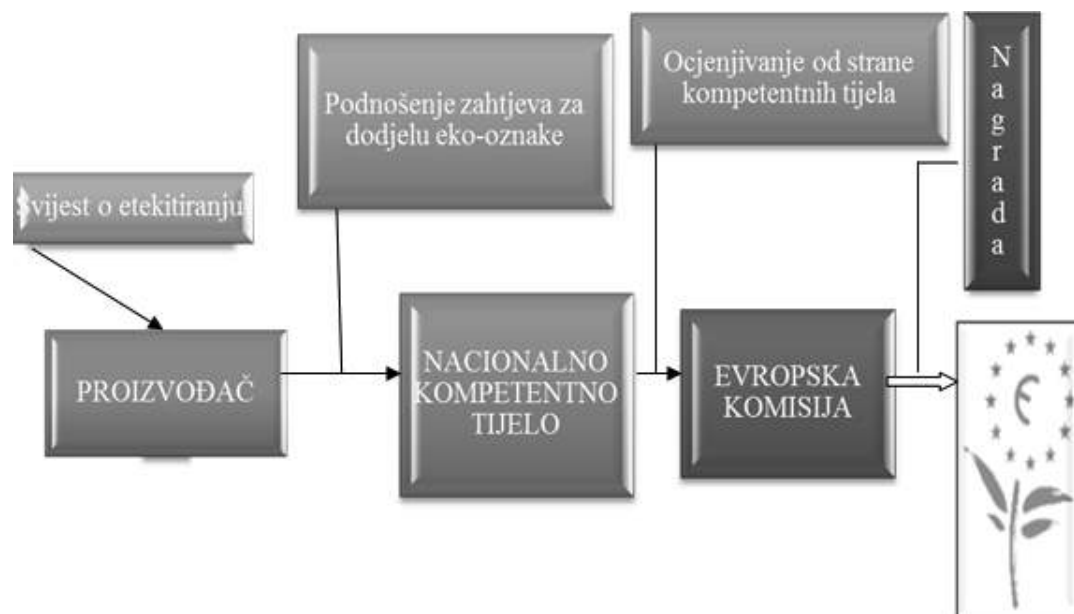 Podnošenje zahtjeva za
dodjelu eko-oznake
Ocjenjivanje od strane
kompetentnih tijela
N
a
g
r
a
d
a
Svijest o etekitiranju
PROIZVOĐAČ
NACIONALNO
KOMPETENTNO
TIJELO
EVROPSKA
KOMISIJA